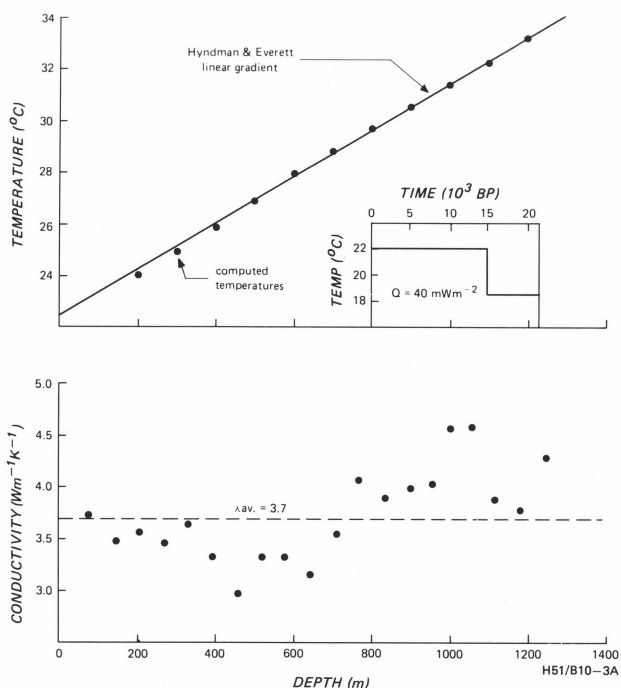 34
32
30
28
26
24
TEMPERATURE (°C)
Hyndman & Everett
linear gradient
computed
temperatures
TIME (10³ BP)
0 5 10 15 20
22
20
18
TEMP (°C)
Q = 40 mWm⁻²
5.0
4.5
4.0
3.5
3.0
CONDUCTIVITY (Wm⁻¹K⁻¹)
λav. = 3.7
0 200 400 600 800 1000 1200 1400
DEPTH (m)
H51/B10–3A